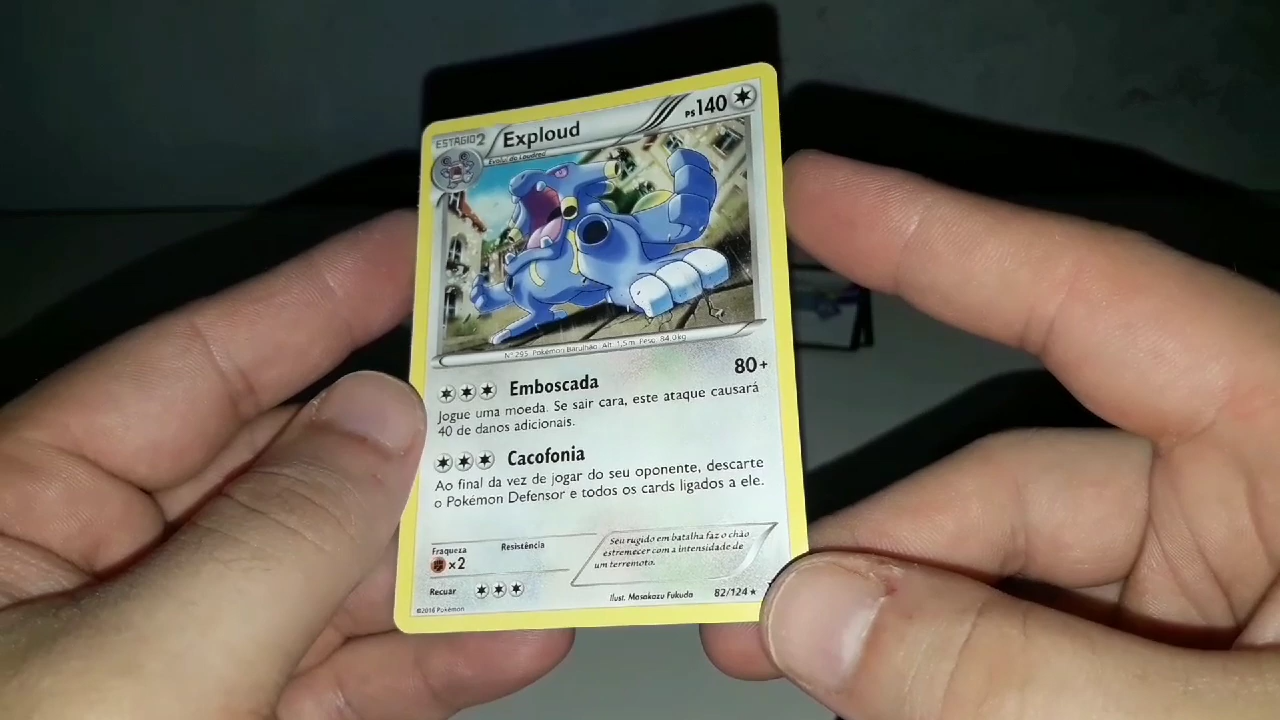 ESTÁGIO 2 Exploud PS 140
Evolui de Loudred
Nº 295 Pokémon Barulhão Alt. 1,5m Peso 84.0kg
Emboscada 80+
Jogue uma moeda. Se sair cara, este ataque causará
40 de danos adicionais.
Cacofonia
Ao final da vez de jogar do seu oponente, descarte
o Pokémon Defensor e todos os cards ligados a ele.
Fraqueza Resistência
×2
Seu rugido em batalha faz o chão
estremecer com a intensidade de
um terremoto.
Recuar
Ilust. Masakazu Fukuda 82/124
©2016 Pokémon